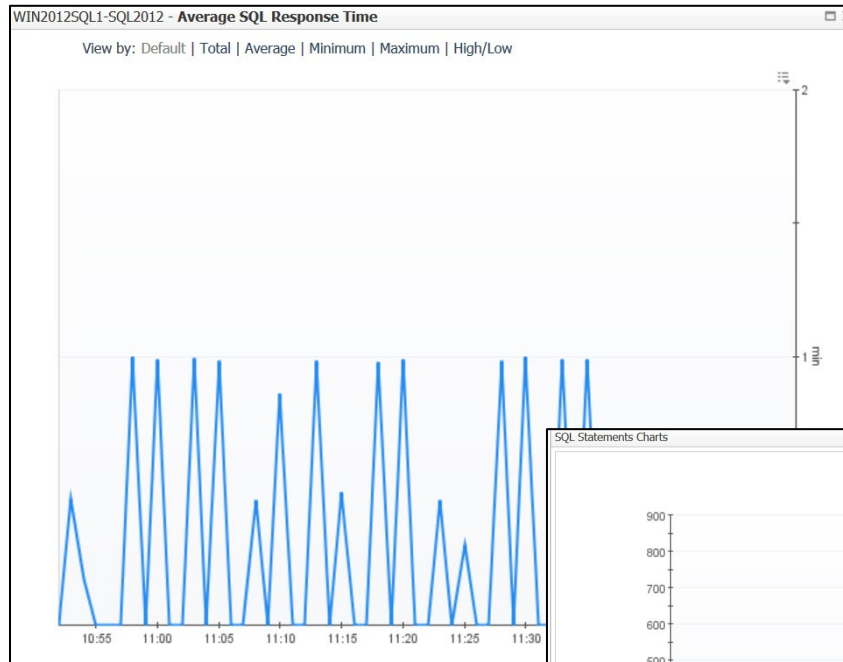 WIN2012SQL1-SQL2012 - Average SQL Response Time
View by: Default | Total | Average | Minimum | Maximum | High/Low
2
1
min
10:55 11:00 11:05 11:10 11:15 11:20 11:25 11:30
SQL Statements Charts
900
800
700
600
500